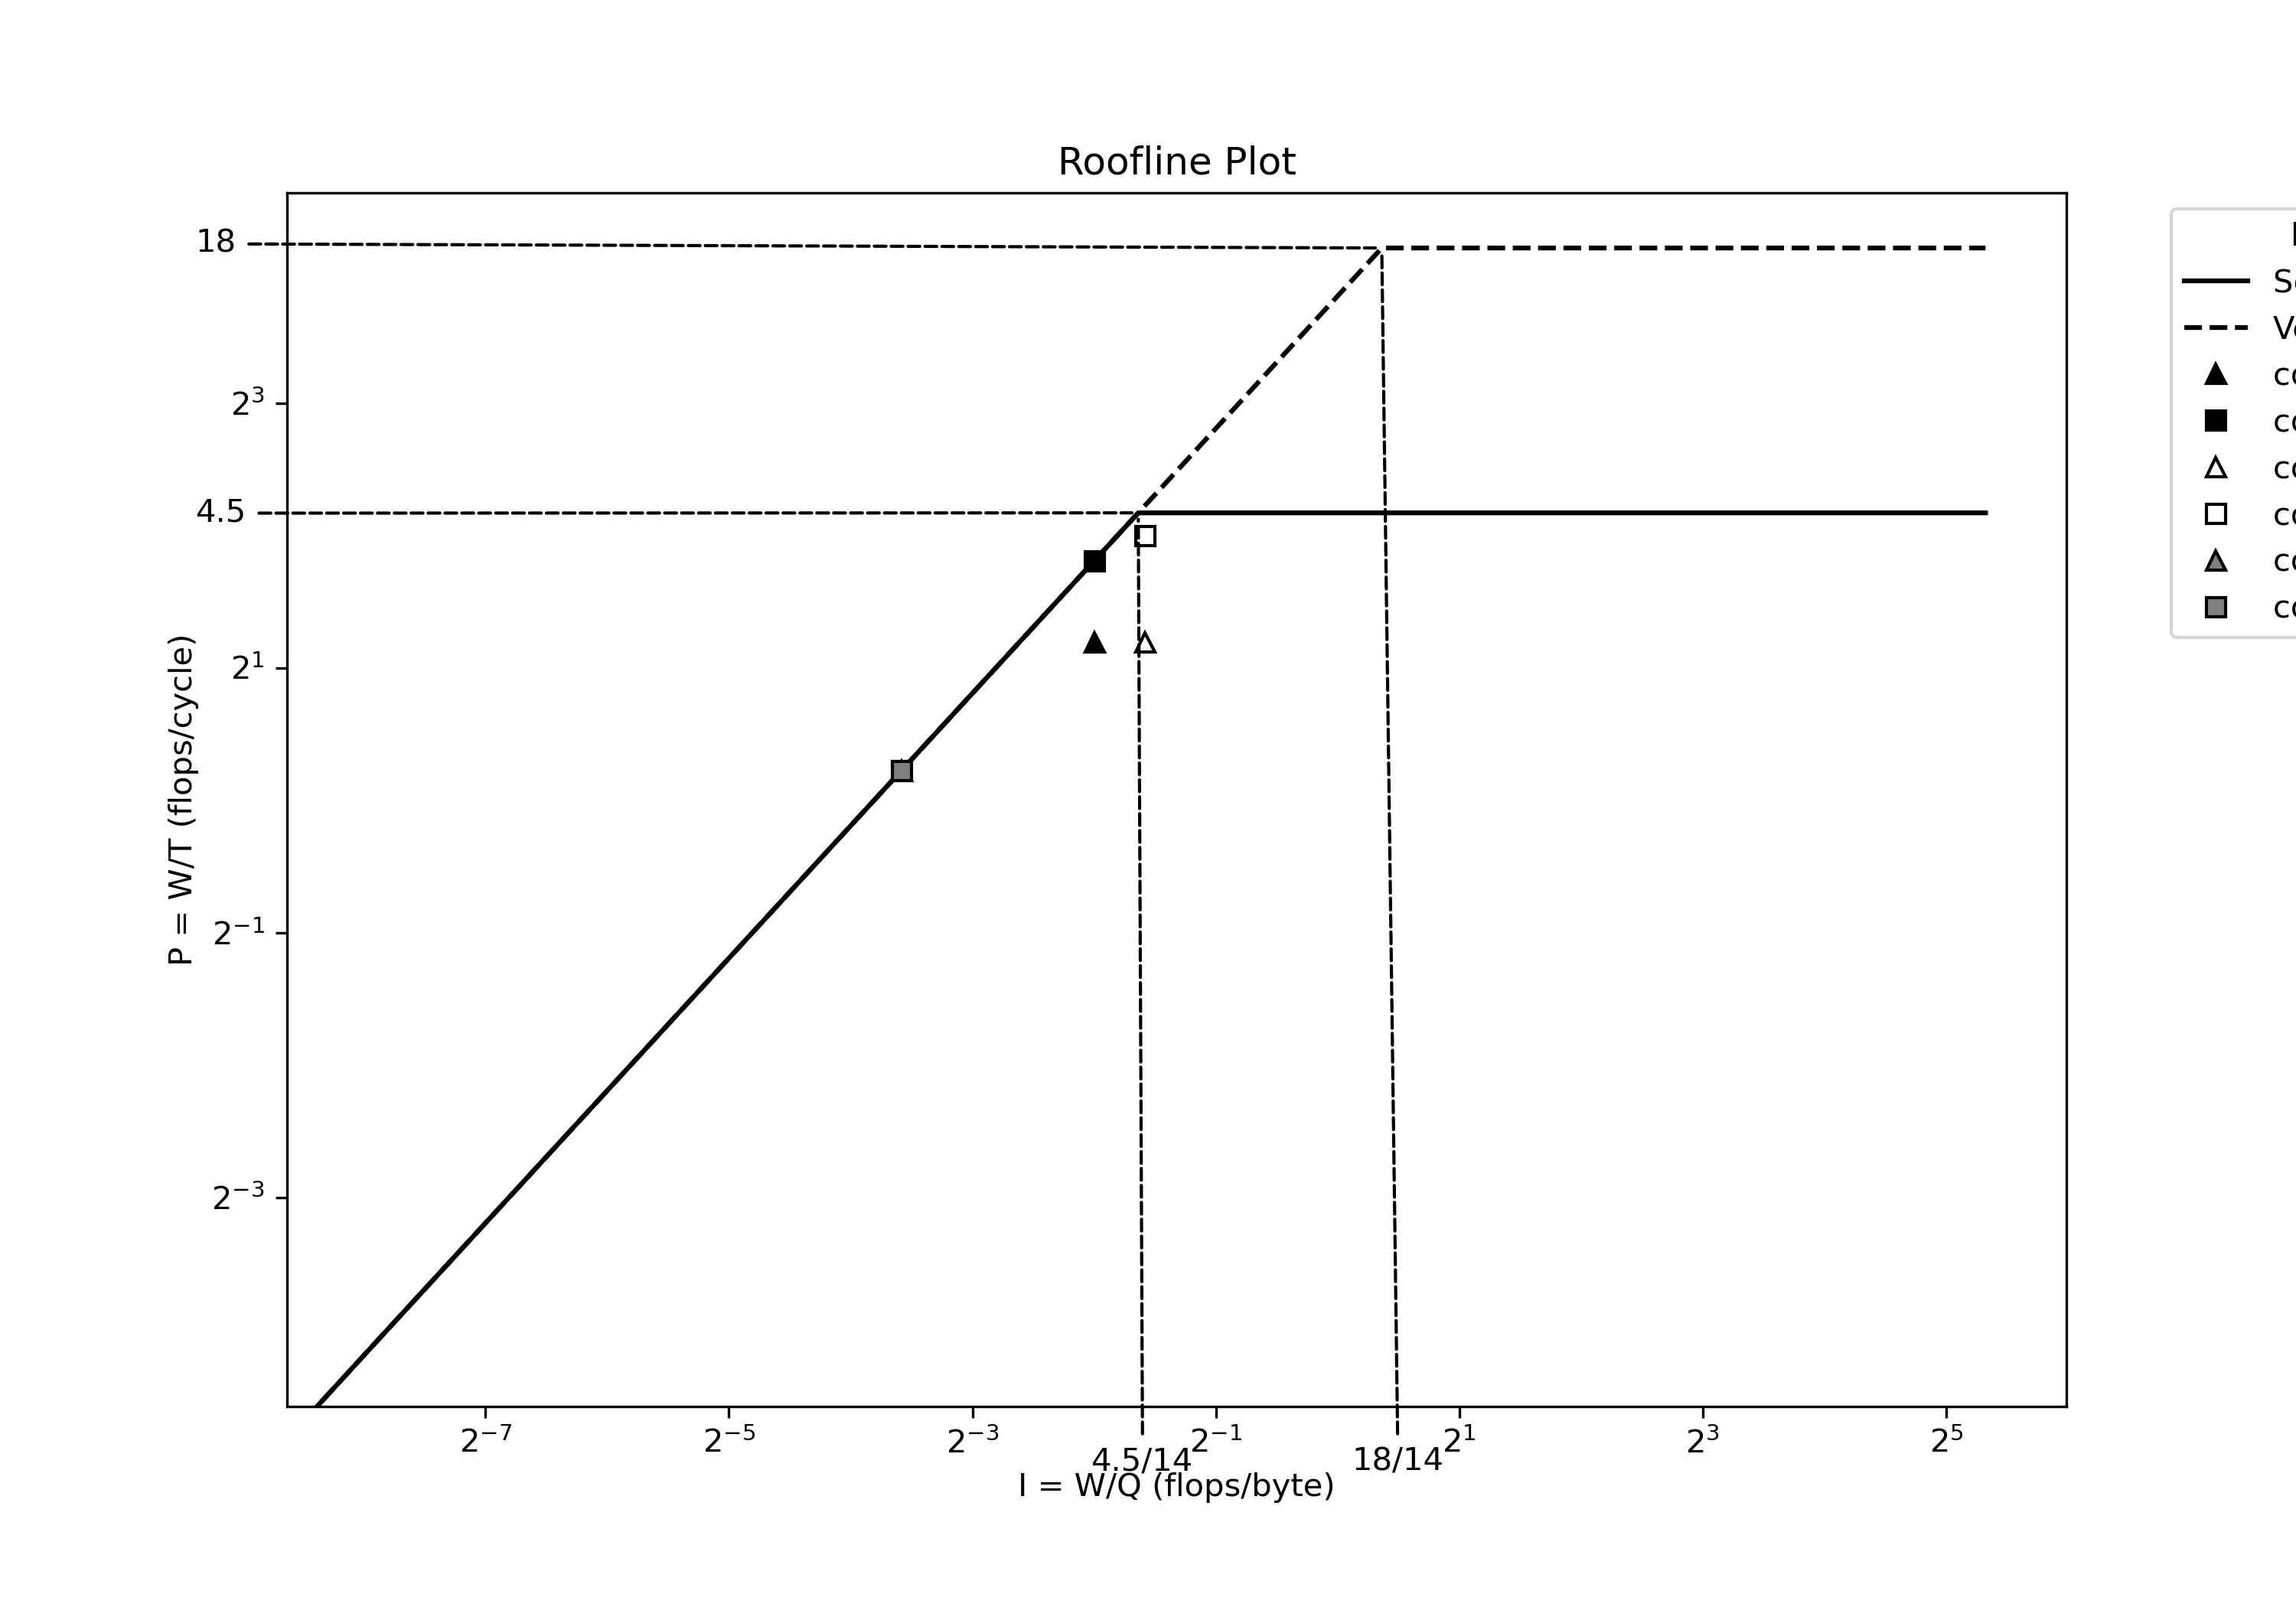 Roofline Plot
18
2³
4.5
2¹
2⁻¹
2⁻³
P = W/T (flops/cycle)
2⁻⁷ 2⁻⁵ 2⁻³ 2⁻¹ 2¹ 2³ 2⁵
4.5/14 18/14
I = W/Q (flops/byte)